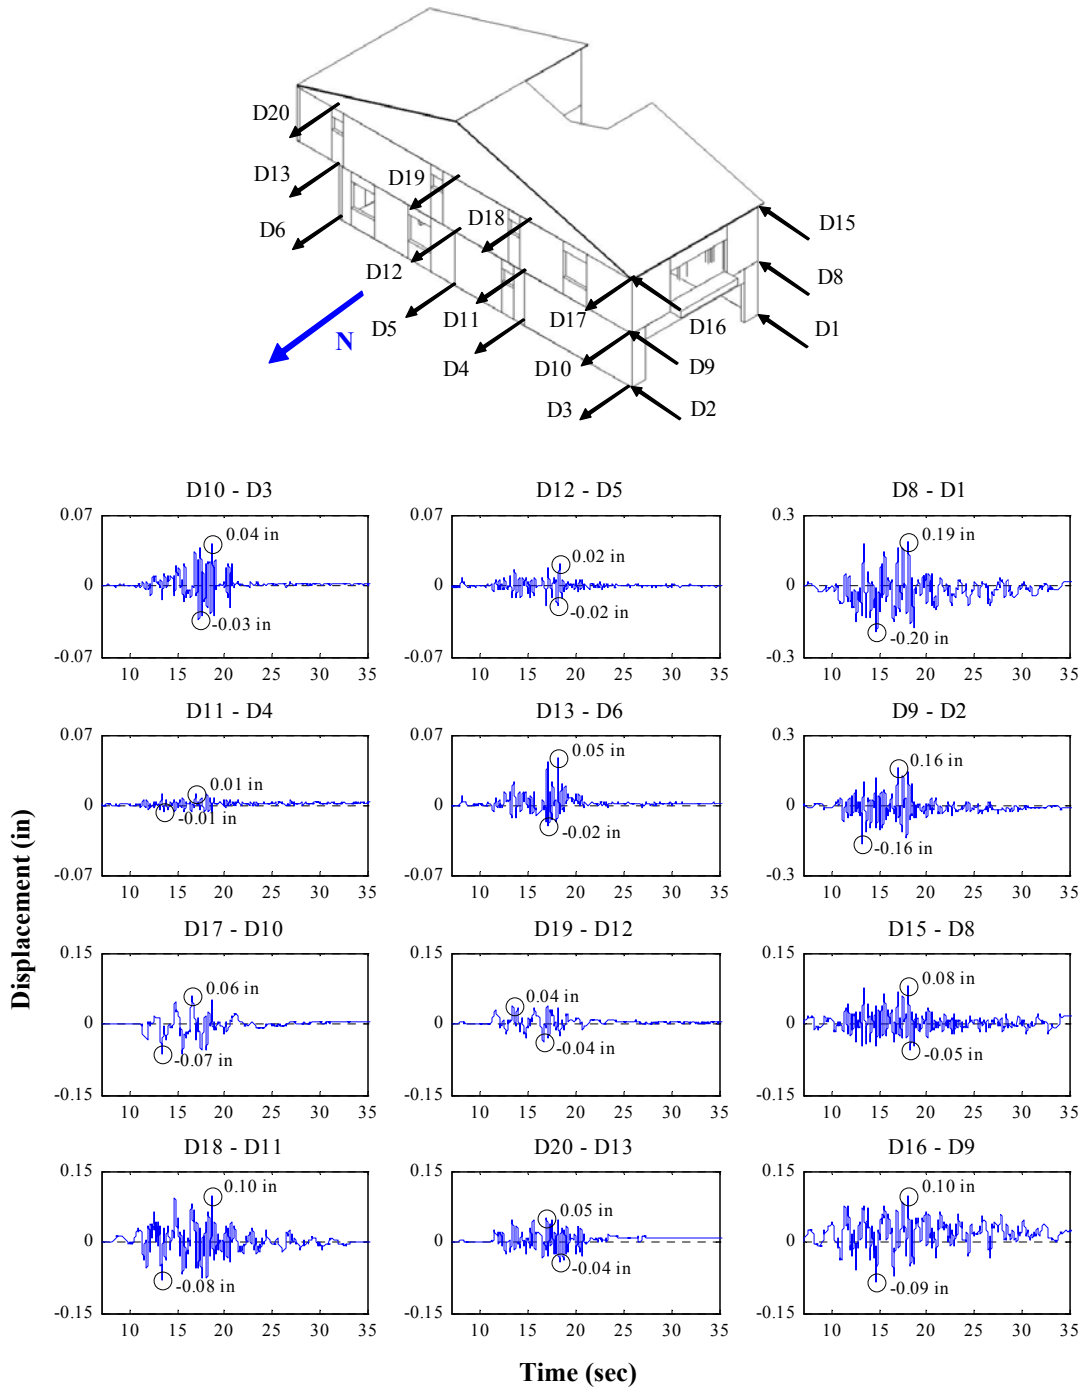 D20
D13
D6
D19
D18
D12
D5
D11
D4
D17
D10
D3
D15
D8
D1
D16
D9
D2
N
Displacement (in)
D10 - D3
0.07
0
-0.07
0.04 in
-0.03 in
10 15 20 25 30 35
D12 - D5
0.07
0
-0.07
0.02 in
-0.02 in
10 15 20 25 30 35
D8 - D1
0.3
0
-0.3
0.19 in
-0.20 in
10 15 20 25 30 35
D11 - D4
0.07
0
-0.07
0.01 in
-0.01 in
10 15 20 25 30 35
D13 - D6
0.07
0
-0.07
0.05 in
-0.02 in
10 15 20 25 30 35
D9 - D2
0.3
0
-0.3
0.16 in
-0.16 in
10 15 20 25 30 35
D17 - D10
0.15
0
-0.15
0.06 in
-0.07 in
10 15 20 25 30 35
D19 - D12
0.15
0
-0.15
0.04 in
-0.04 in
10 15 20 25 30 35
D15 - D8
0.15
0
-0.15
0.08 in
-0.05 in
10 15 20 25 30 35
D18 - D11
0.15
0
-0.15
0.10 in
-0.08 in
10 15 20 25 30 35
D20 - D13
0.15
0
-0.15
0.05 in
-0.04 in
10 15 20 25 30 35
D16 - D9
0.15
0
-0.15
0.10 in
-0.09 in
10 15 20 25 30 35
Time (sec)